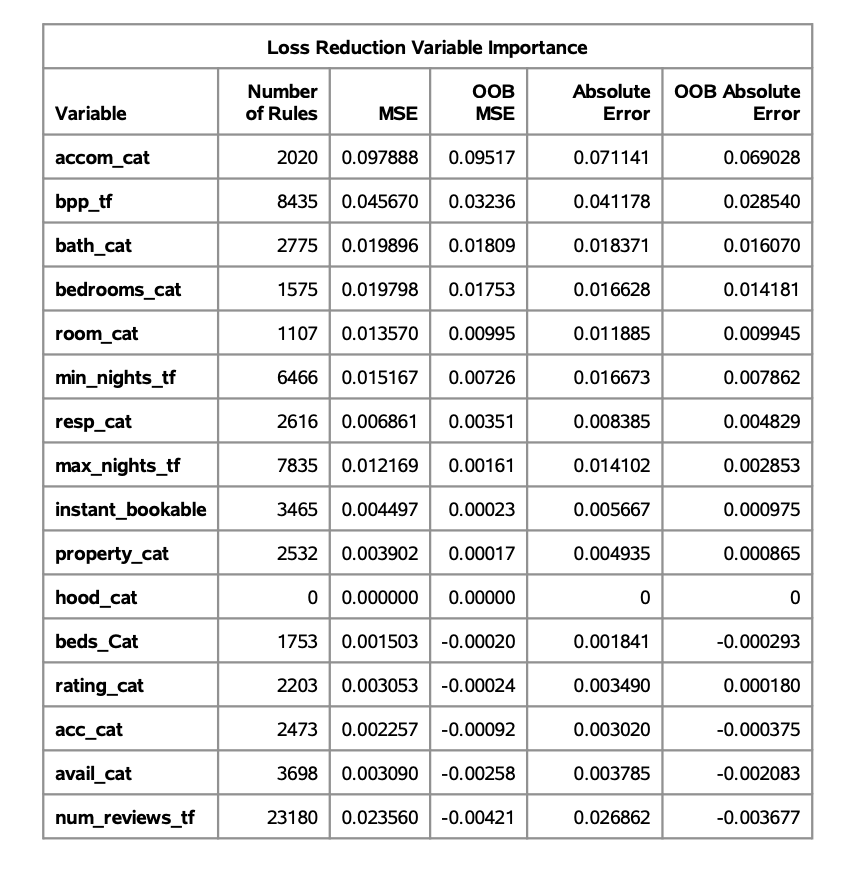 Loss Reduction Variable Importance
Variable Number of Rules MSE OOB MSE Absolute Error OOB Absolute Error
accom_cat 2020 0.097888 0.09517 0.071141 0.069028
bpp_tf 8435 0.045670 0.03236 0.041178 0.028540
bath_cat 2775 0.019896 0.01809 0.018371 0.016070
bedrooms_cat 1575 0.019798 0.01753 0.016628 0.014181
room_cat 1107 0.013570 0.00995 0.011885 0.009945
min_nights_tf 6466 0.015167 0.00726 0.016673 0.007862
resp_cat 2616 0.006861 0.00351 0.008385 0.004829
max_nights_tf 7835 0.012169 0.00161 0.014102 0.002853
instant_bookable 3465 0.004497 0.00023 0.005667 0.000975
property_cat 2532 0.003902 0.00017 0.004935 0.000865
hood_cat 0 0.000000 0.00000 0 0
beds_Cat 1753 0.001503 -0.00020 0.001841 -0.000293
rating_cat 2203 0.003053 -0.00024 0.003490 0.000180
acc_cat 2473 0.002257 -0.00092 0.003020 -0.000375
avail_cat 3698 0.003090 -0.00258 0.003785 -0.002083
num_reviews_tf 23180 0.023560 -0.00421 0.026862 -0.003677